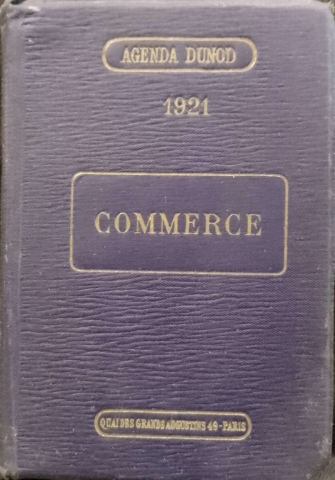 AGENDA DUNOD
1921
COMMERCE
QUAI DES GRANDS AUGUSTINS 49-PARIS